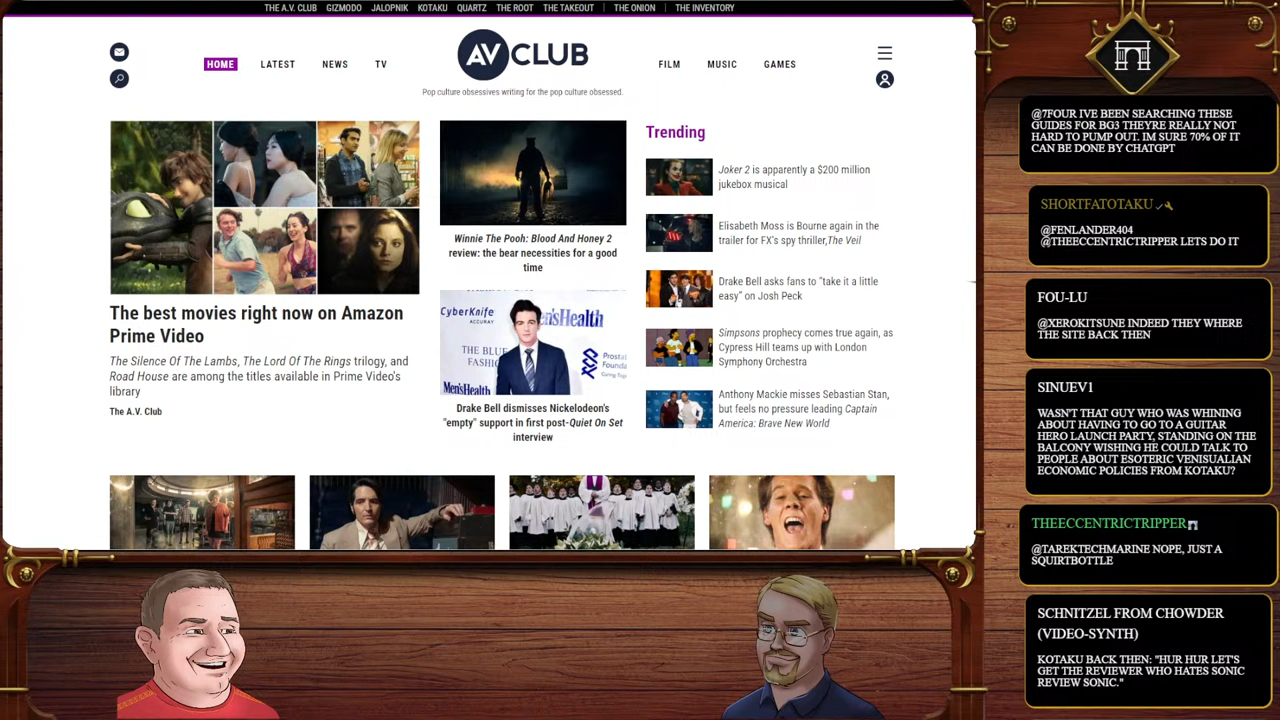 THE A.V. CLUB GIZMODO JALOPNIK KOTAKU QUARTZ THE ROOT THE TAKEOUT THE ONION THE INVENTORY
HOME LATEST NEWS TV
AV CLUB
Pop culture obsessives writing for the pop culture obsessed.
FILM MUSIC GAMES
The best movies right now on Amazon
Prime Video
The Silence Of The Lambs, The Lord Of The Rings trilogy, and
Road House are among the titles available in Prime Video's
library
The A.V. Club
Winnie The Pooh: Blood And Honey 2
review: the bear necessities for a good
time
CyberKnife
ACCURAY
en'sHealth
THE BLUE
FASHIO
Men'sHealth
Prosta
Founda
Drake Bell dismisses Nickelodeon's
"empty" support in first post-Quiet On Set
interview
Trending
Joker 2 is apparently a $200 million
jukebox musical
Elisabeth Moss is Bourne again in the
trailer for FX's spy thriller,The Veil
Drake Bell asks fans to "take it a little
easy" on Josh Peck
Simpsons prophecy comes true again, as
Cypress Hill teams up with London
Symphony Orchestra
Anthony Mackie misses Sebastian Stan,
but feels no pressure leading Captain
America: Brave New World
@7FOUR IVE BEEN SEARCHING THESE
GUIDES FOR BG3 THEYRE REALLY NOT
HARD TO PUMP OUT. IM SURE 70% OF IT
CAN BE DONE BY CHATGPT
SHORTFATOTAKU
@FENLANDER404
@THEECCENTRICTRIPPER LETS DO IT
FOU-LU
@XEROKITSUNE INDEED THEY WHERE
THE SITE BACK THEN
SINUEV1
WASN'T THAT GUY WHO WAS WHINING
ABOUT HAVING TO GO TO A GUITAR
HERO LAUNCH PARTY, STANDING ON THE
BALCONY WISHING HE COULD TALK TO
PEOPLE ABOUT ESOTERIC VENISUALIAN
ECONOMIC POLICIES FROM KOTAKU?
THEECCENTRICTRIPPER
@TAREKTECHMARINE NOPE, JUST A
SQUIRTBOTTLE
SCHNITZEL FROM CHOWDER
(VIDEO-SYNTH)
KOTAKU BACK THEN: "HUR HUR LET'S
GET THE REVIEWER WHO HATES SONIC
REVIEW SONIC."